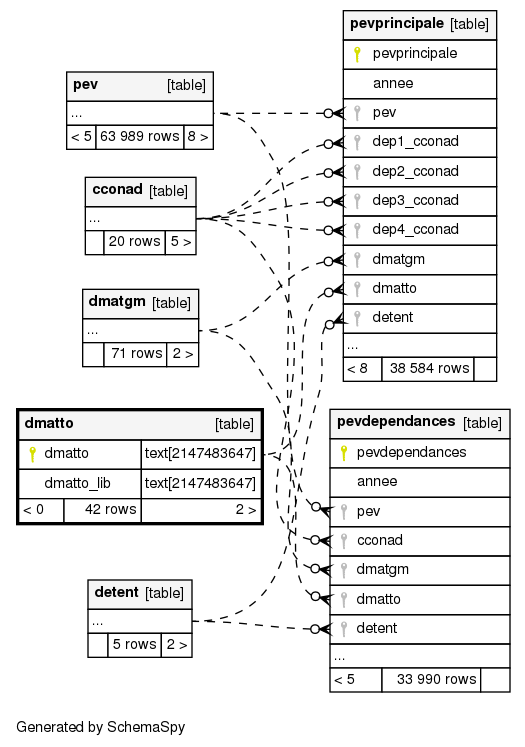 pev [table]
...
< 5 63 989 rows 8 >
cconad [table]
...
20 rows 5 >
dmatgm [table]
...
71 rows 2 >
dmatto [table]
dmatto text[2147483647]
dmatto_lib text[2147483647]
< 0 42 rows 2 >
detent [table]
...
5 rows 2 >
pevprincipale [table]
pevprincipale
annee
pev
dep1_cconad
dep2_cconad
dep3_cconad
dep4_cconad
dmatgm
dmatto
detent
...
< 8 38 584 rows
pevdependances [table]
pevdependances
annee
pev
cconad
dmatgm
dmatto
detent
...
< 5 33 990 rows
Generated by SchemaSpy